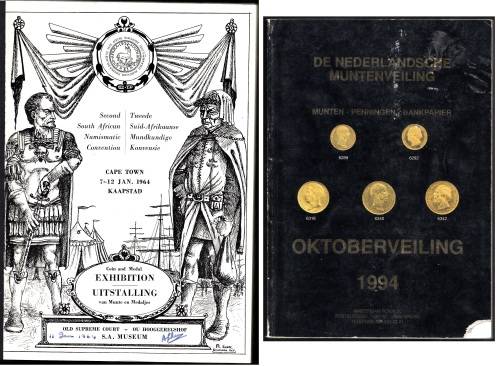 Second
South African
Numismatic
Convention
Tweede
Suid-Afrikaanse
Muntkundige
Konvensie
CAPE TOWN
7-12 JAN. 1964
KAAPSTAD
Coin and Medal
EXHIBITION
UITSTALLING
van Munte en Medaljes
OLD SUPREME COURT - OU HOOGGEREGSHOF
S.A. MUSEUM
DE NEDERLANDSCHE
MUNTENVEILING
MUNTEN - PENNINGEN - BANKPAPIER
OKTOBERVEILING
1994